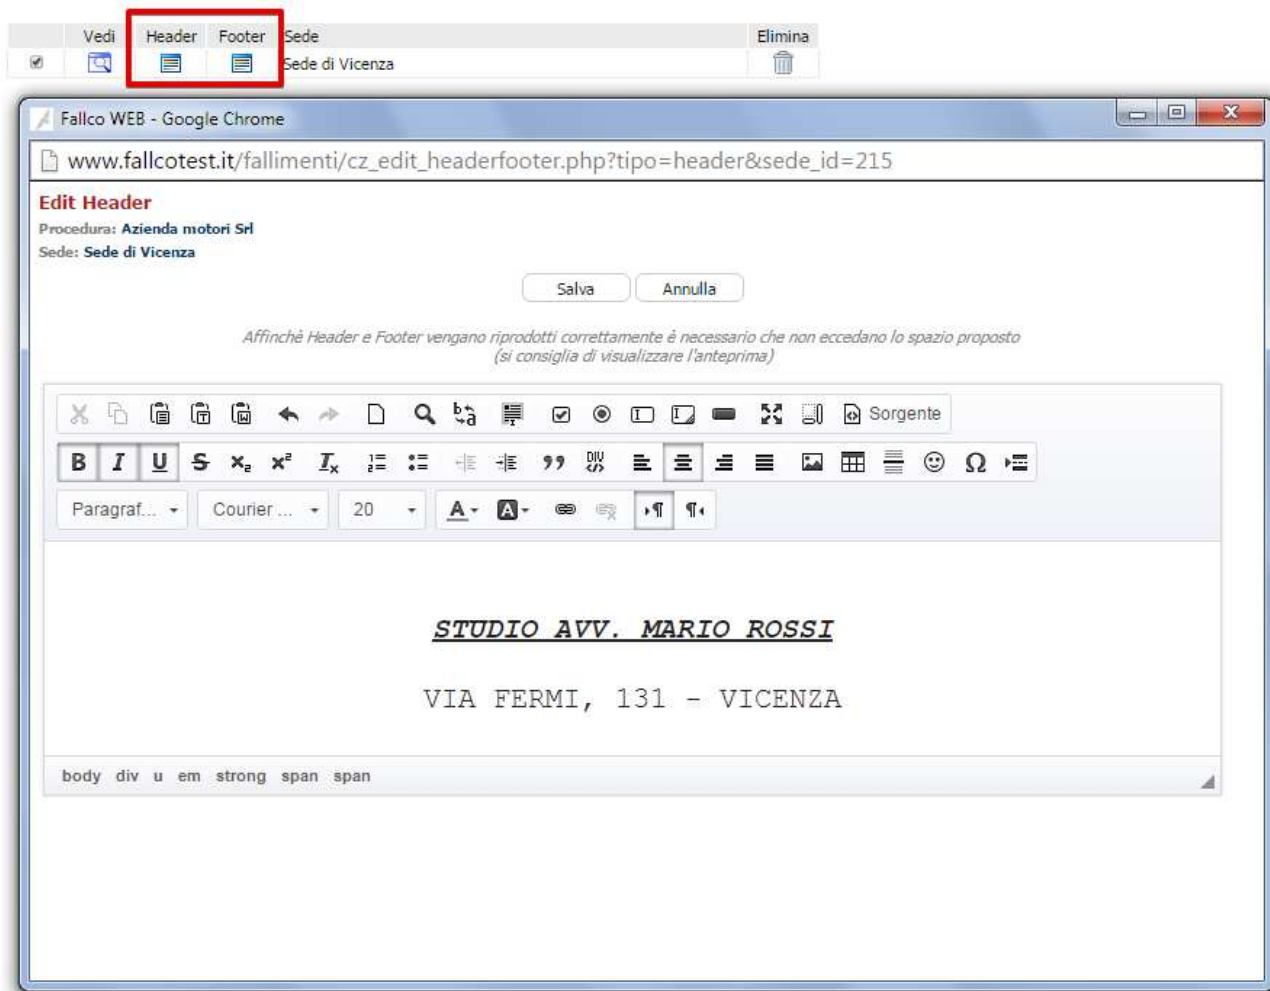 Vedi Header Footer Sede Elimina
Sede di Vicenza
Fallco WEB - Google Chrome
www.fallcotest.it/fallimenti/cz_edit_headerfooter.php?tipo=header&sede_id=215
Edit Header
Procedura: Azienda motori Srl
Sede: Sede di Vicenza
Salva Annulla
Affinchè Header e Footer vengano riprodotti correttamente è necessario che non eccedano lo spazio proposto
(si consiglia di visualizzare l'anteprima)
Sorgente
Paragraf... Courier ... 20
STUDIO AVV. MARIO ROSSI
VIA FERMI, 131 - VICENZA
body div u em strong span span